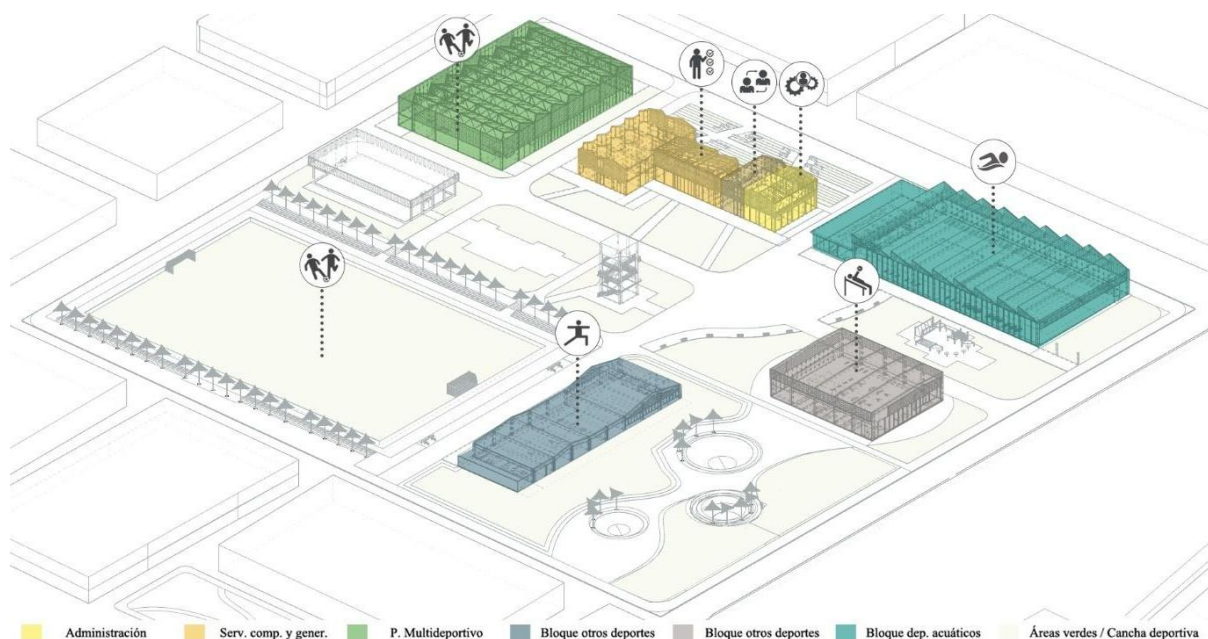 Administración
Serv. comp. y gener.
P. Multideportivo
Bloque otros deportes
Bloque otros deportes
Bloque dep. acuáticos
Áreas verdes / Cancha deportiva